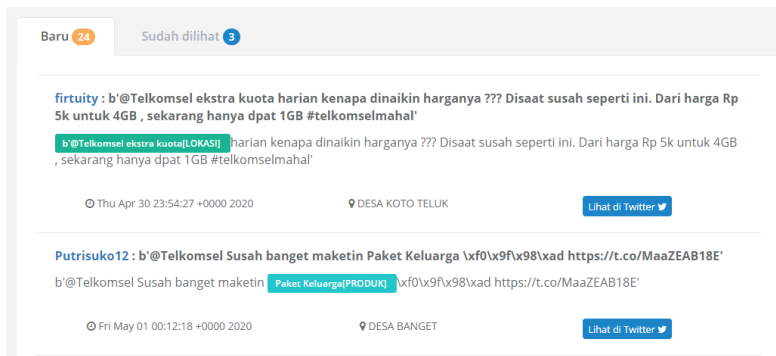 Baru 24 Sudah dilihat 3
firtuity : b'@Telkomsel ekstra kuota harian kenapa dinaikin harganya ??? Disaat susah seperti ini. Dari harga Rp
5k untuk 4GB , sekarang hanya dpat 1GB #telkomselmahal'
b'@Telkomsel ekstra kuota[LOKASI] harian kenapa dinaikin harganya ??? Disaat susah seperti ini. Dari harga Rp 5k untuk 4GB
, sekarang hanya dpat 1GB #telkomselmahal'
Thu Apr 30 23:54:27 +0000 2020 DESA KOTO TELUK Lihat di Twitter
Putrisuko12 : b'@Telkomsel Susah banget maketin Paket Keluarga \xf0\x9f\x98\xad https://t.co/MaaZEAB18E'
b'@Telkomsel Susah banget maketin Paket Keluarga[PRODUK] \xf0\x9f\x98\xad https://t.co/MaaZEAB18E'
Fri May 01 00:12:18 +0000 2020 DESA BANGET Lihat di Twitter